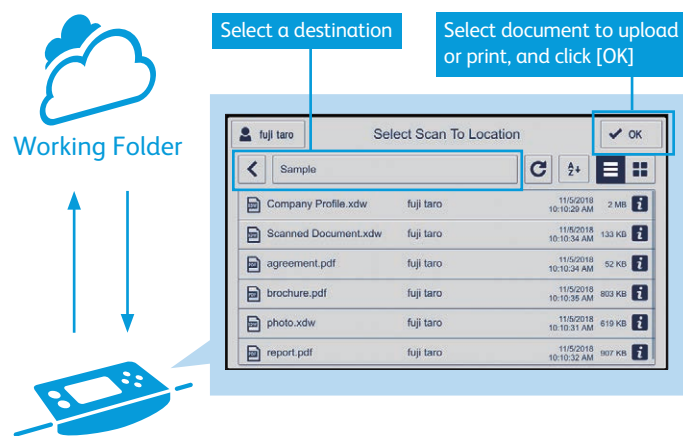 Select a destination
Select document to upload
or print, and click [OK]
Working Folder
fuji taro
Select Scan To Location
OK
Sample
Company Profile.xdw fuji taro 11/5/2018 10:10:29 AM 2 MB
Scanned Document.xdw fuji taro 11/5/2018 10:10:34 AM 133 KB
agreement.pdf fuji taro 11/5/2018 10:10:34 AM 52 KB
brochure.pdf fuji taro 11/5/2018 10:10:35 AM 803 KB
photo.xdw fuji taro 11/5/2018 10:10:31 AM 619 KB
report.pdf fuji taro 11/5/2018 10:10:32 AM 907 KB